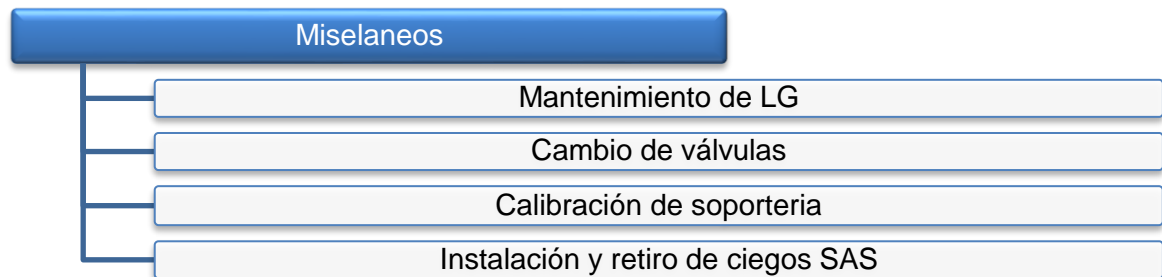 Miselaneos
Mantenimiento de LG
Cambio de válvulas
Calibración de soporteria
Instalación y retiro de ciegos SAS